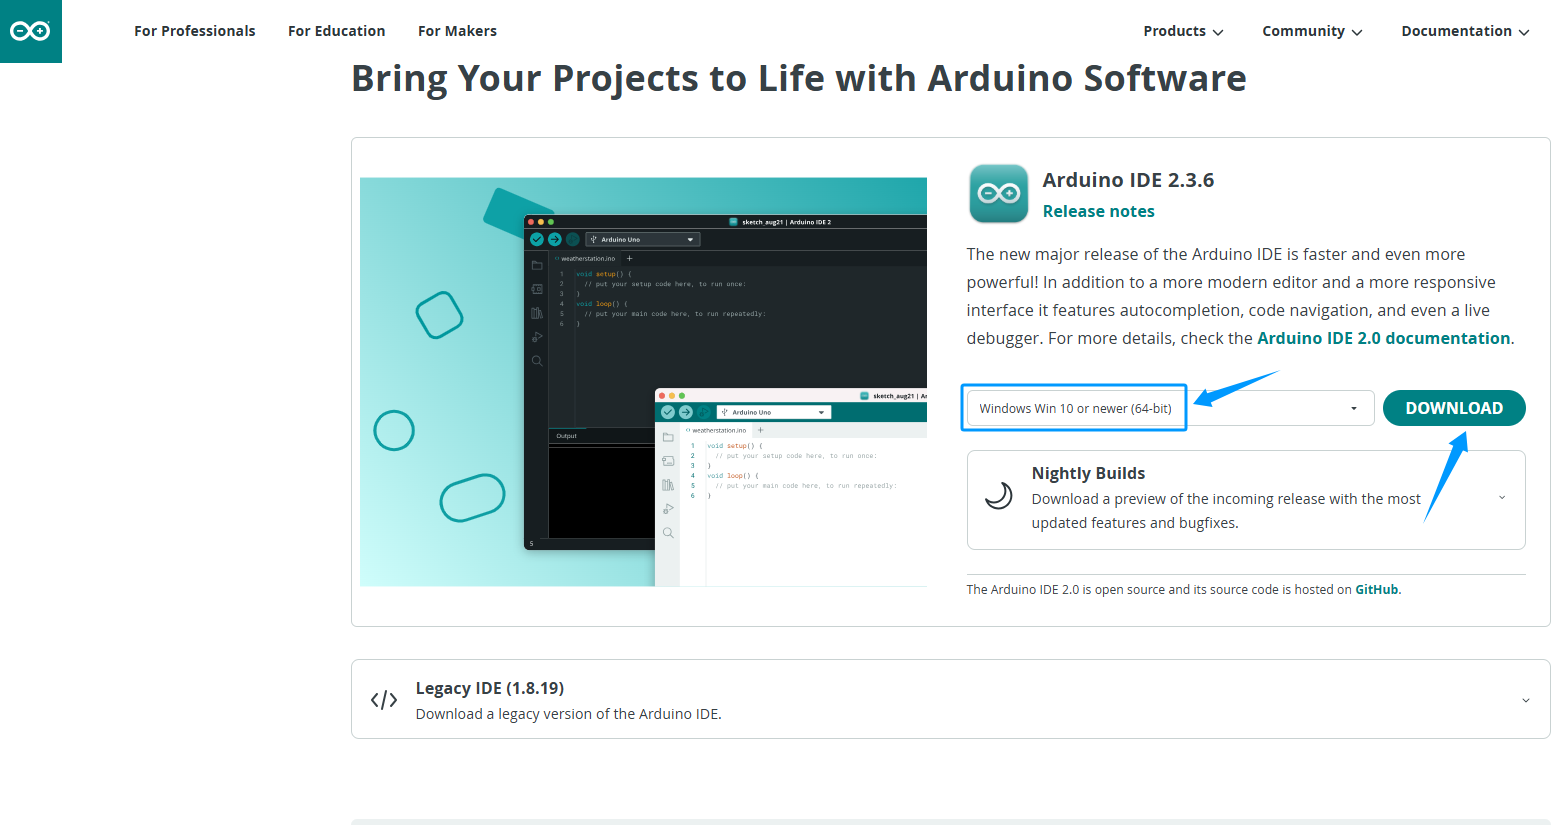 For Professionals For Education For Makers Products Community Documentation
Bring Your Projects to Life with Arduino Software
sketch_aug21 | Arduino IDE 2
Arduino Uno
weatherstation.ino +
1 void setup() {
2 // put your setup code here, to run once:
3 }
4 void loop() {
5 // put your main code here, to run repeatedly:
6 }
Output
5
sketch_aug21 | Ar
Arduino Uno
weatherstation.ino +
1 void setup() {
2 // put your setup code here, to run once:
3 }
4 void loop() {
5 // put your main code here, to run repeatedly:
6 }
Arduino IDE 2.3.6
Release notes
The new major release of the Arduino IDE is faster and even more
powerful! In addition to a more modern editor and a more responsive
interface it features autocompletion, code navigation, and even a live
debugger. For more details, check the Arduino IDE 2.0 documentation.
Windows Win 10 or newer (64-bit) DOWNLOAD
Nightly Builds
Download a preview of the incoming release with the most
updated features and bugfixes.
The Arduino IDE 2.0 is open source and its source code is hosted on GitHub.
Legacy IDE (1.8.19)
Download a legacy version of the Arduino IDE.